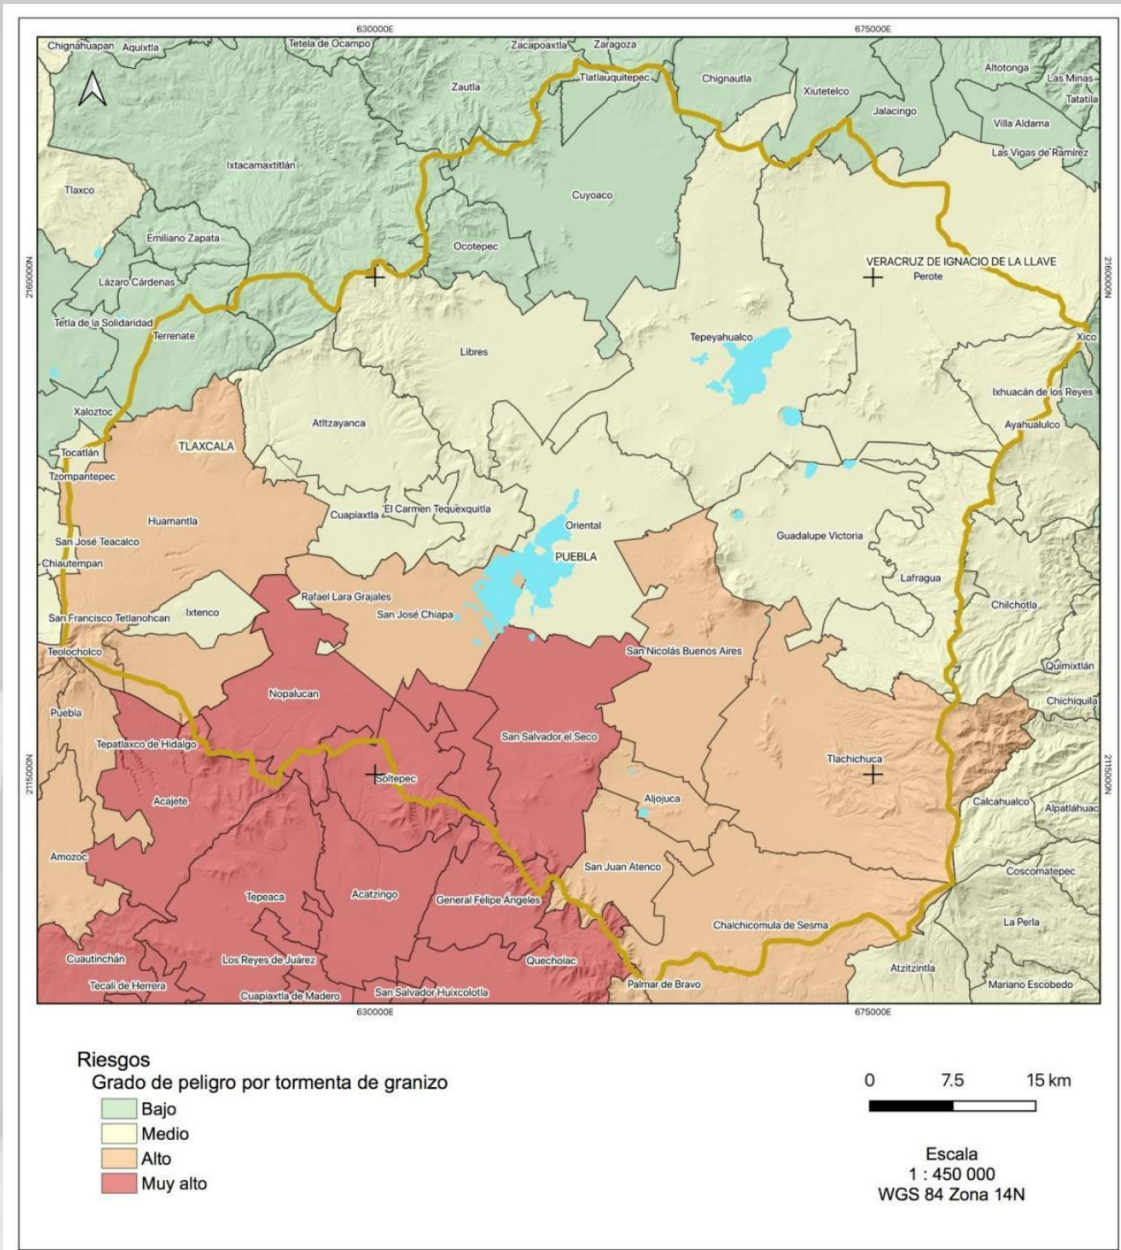 630000E
675000E
Chignahuapan
Aquixtla
Tetela de Ocampo
Zacapoaxtla
Zaragoza
Tlatlauquitepec
Chignautla
Altotonga
Las Minas
Tatatila
Zautla
Xiutetelco
Jalacingo
Villa Aldama
Las Vigas de Ramírez
Ixtacamaxtitlán
Tlaxco
Cuyoaco
Emiliano Zapata
Ocotepec
2160000N
VERACRUZ DE IGNACIO DE LA LLAVE
Perote
2160000N
Lázaro Cárdenas
Tetla de la Solidaridad
Terrenate
Tepeyahualco
Xico
Libres
Ixhuacán de los Reyes
Xaloztoc
Atltzayanca
Ayahualulco
TLAXCALA
Tocatlán
Tzompantepec
Huamantla
Cuapiaxtla
El Carmen Tequexquitla
Oriental
PUEBLA
Guadalupe Victoria
San José Teacalco
Chiautempan
Lafragua
Rafael Lara Grajales
San José Chiapa
Chilchotla
Ixtenco
San Francisco Tetlanohcan
Teolocholco
San Nicolás Buenos Aires
Quimixtlán
Nopalucan
Chichiquila
Puebla
Tepatlaxco de Hidalgo
San Salvador el Seco
Tlachichuca
2115000N
Soltepec
2115000N
Acajete
Aljojuca
Calcahualco
Alpatláhuac
Amozoc
San Juan Atenco
Coscomatepec
Tepeaca
Acatzingo
General Felipe Ángeles
Chalchicomula de Sesma
La Perla
Cuautinchán
Los Reyes de Juárez
Quecholac
Atzitzintla
Tecali de Herrera
Cuapiaxtla de Madero
San Salvador Huixcolotla
Palmar de Bravo
Mariano Escobedo
630000E
675000E
Riesgos
Grado de peligro por tormenta de granizo
Bajo
Medio
Alto
Muy alto
0 7.5 15 km
Escala
1 : 450 000
WGS 84 Zona 14N